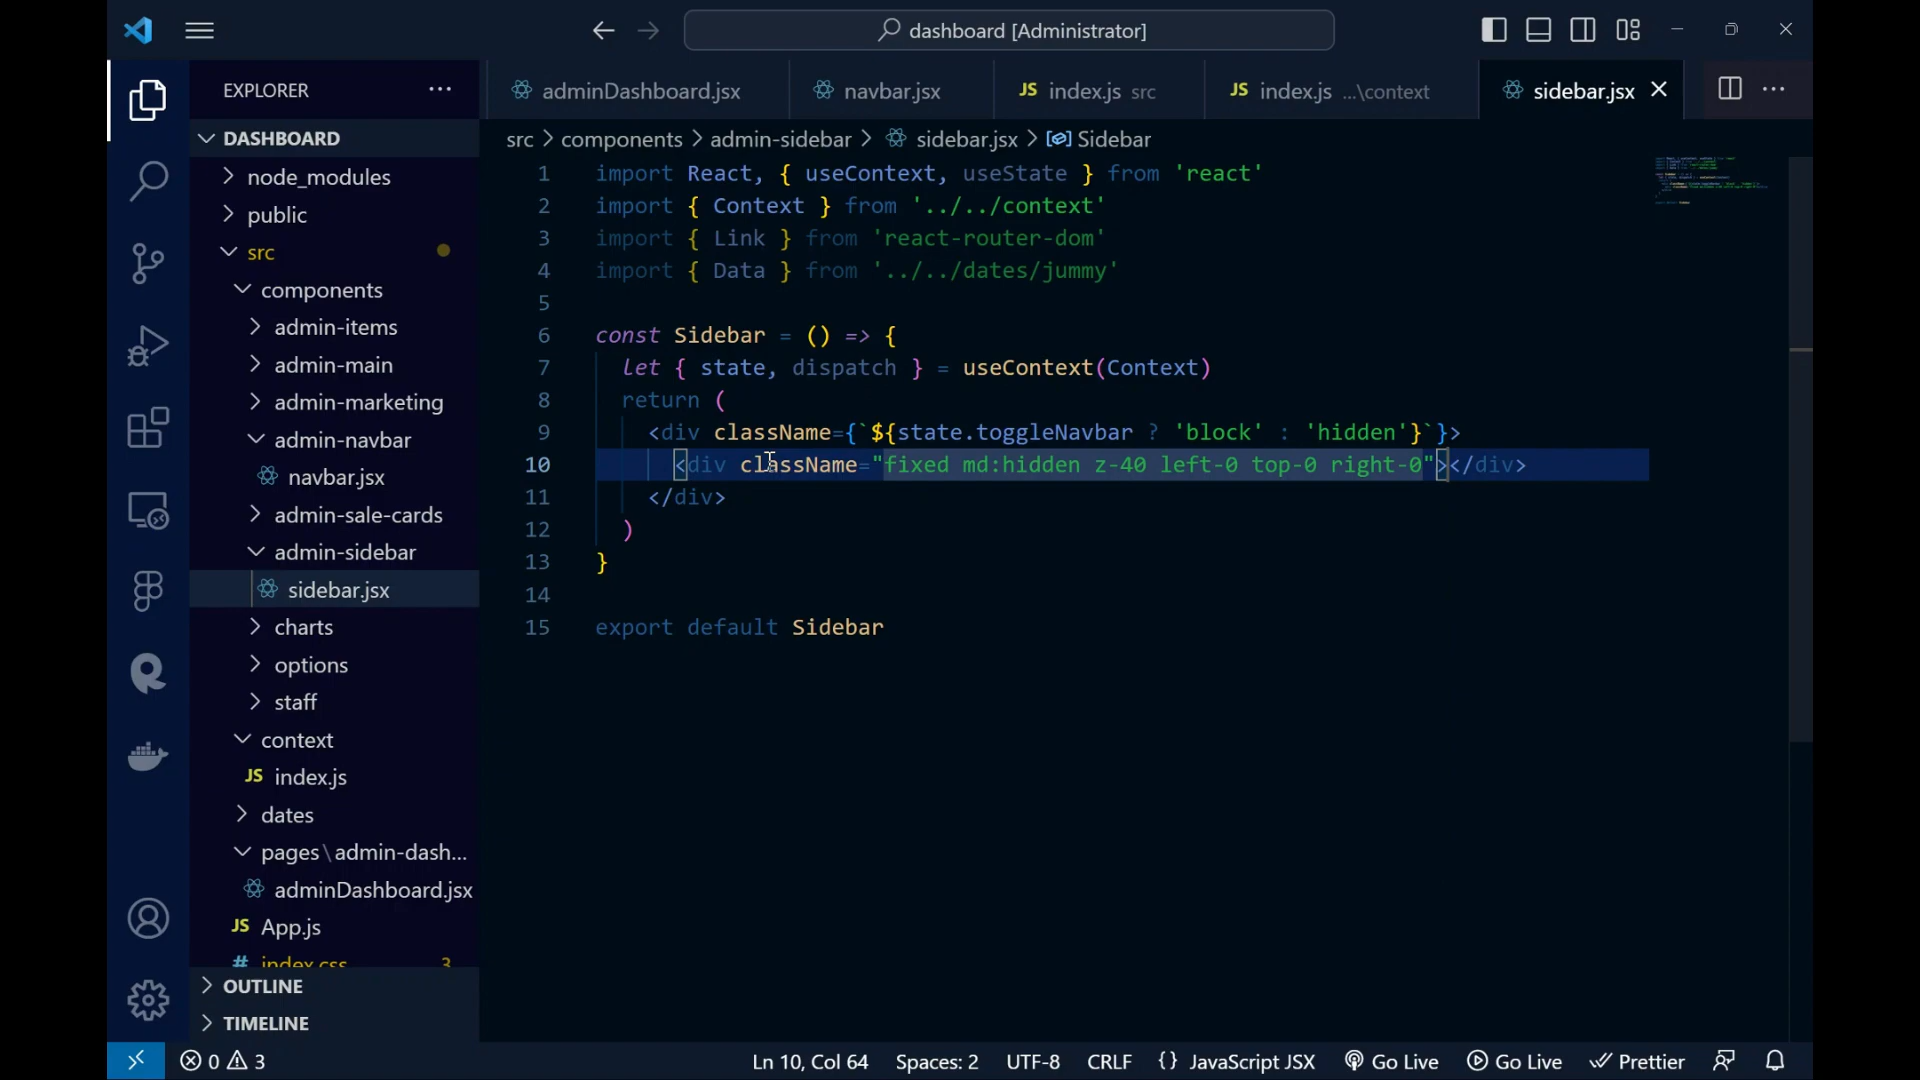 dashboard [Administrator]
EXPLORER
adminDashboard.jsx
navbar.jsx
JS index.js src
JS index.js ...\context
sidebar.jsx
DASHBOARD
node_modules
public
src
components
admin-items
admin-main
admin-marketing
admin-navbar
navbar.jsx
admin-sale-cards
admin-sidebar
sidebar.jsx
charts
options
staff
context
JS index.js
dates
pages\admin-dash...
adminDashboard.jsx
JS App.js
# index.css 3
OUTLINE
TIMELINE
src > components > admin-sidebar > sidebar.jsx > Sidebar
1 import React, { useContext, useState } from 'react'
2 import { Context } from '../../context'
3 import { Link } from 'react-router-dom'
4 import { Data } from '../../dates/jummy'
5
6 const Sidebar = () => {
7 let { state, dispatch } = useContext(Context)
8 return (
9 <div className={`${state.toggleNavbar ? 'block' : 'hidden'}`}>
10 <div className="fixed md:hidden z-40 left-0 top-0 right-0"></div>
11 </div>
12 )
13 }
14
15 export default Sidebar
0 3
Ln 10, Col 64
Spaces: 2
UTF-8
CRLF
{} JavaScript JSX
Go Live
Go Live
Prettier